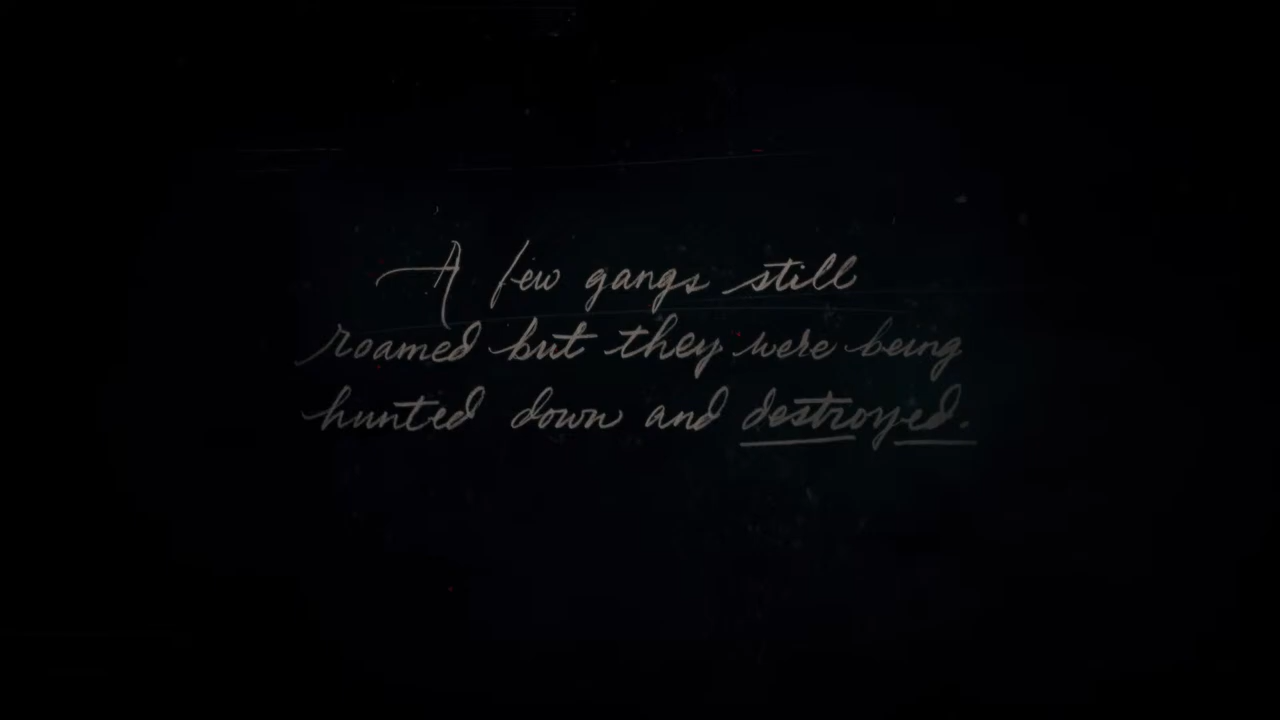 A few gangs still
roamed but they were being
hunted down and destroyed.